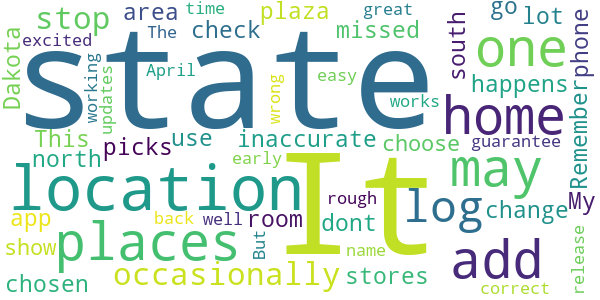 state
It
location
places
home
one
may
log
add
stop
area
check
plaza
time
great
missed
go
lot
Dakota
excited
The
working
updates
April
wrong
easy
works
south
happens
Remember
phone
This
north
picks
use
inaccurate
choose
guarantee
My
app
show
chosen
early
back
well
room
But
rough
dont
name
change
occasionally
stores
correct
release